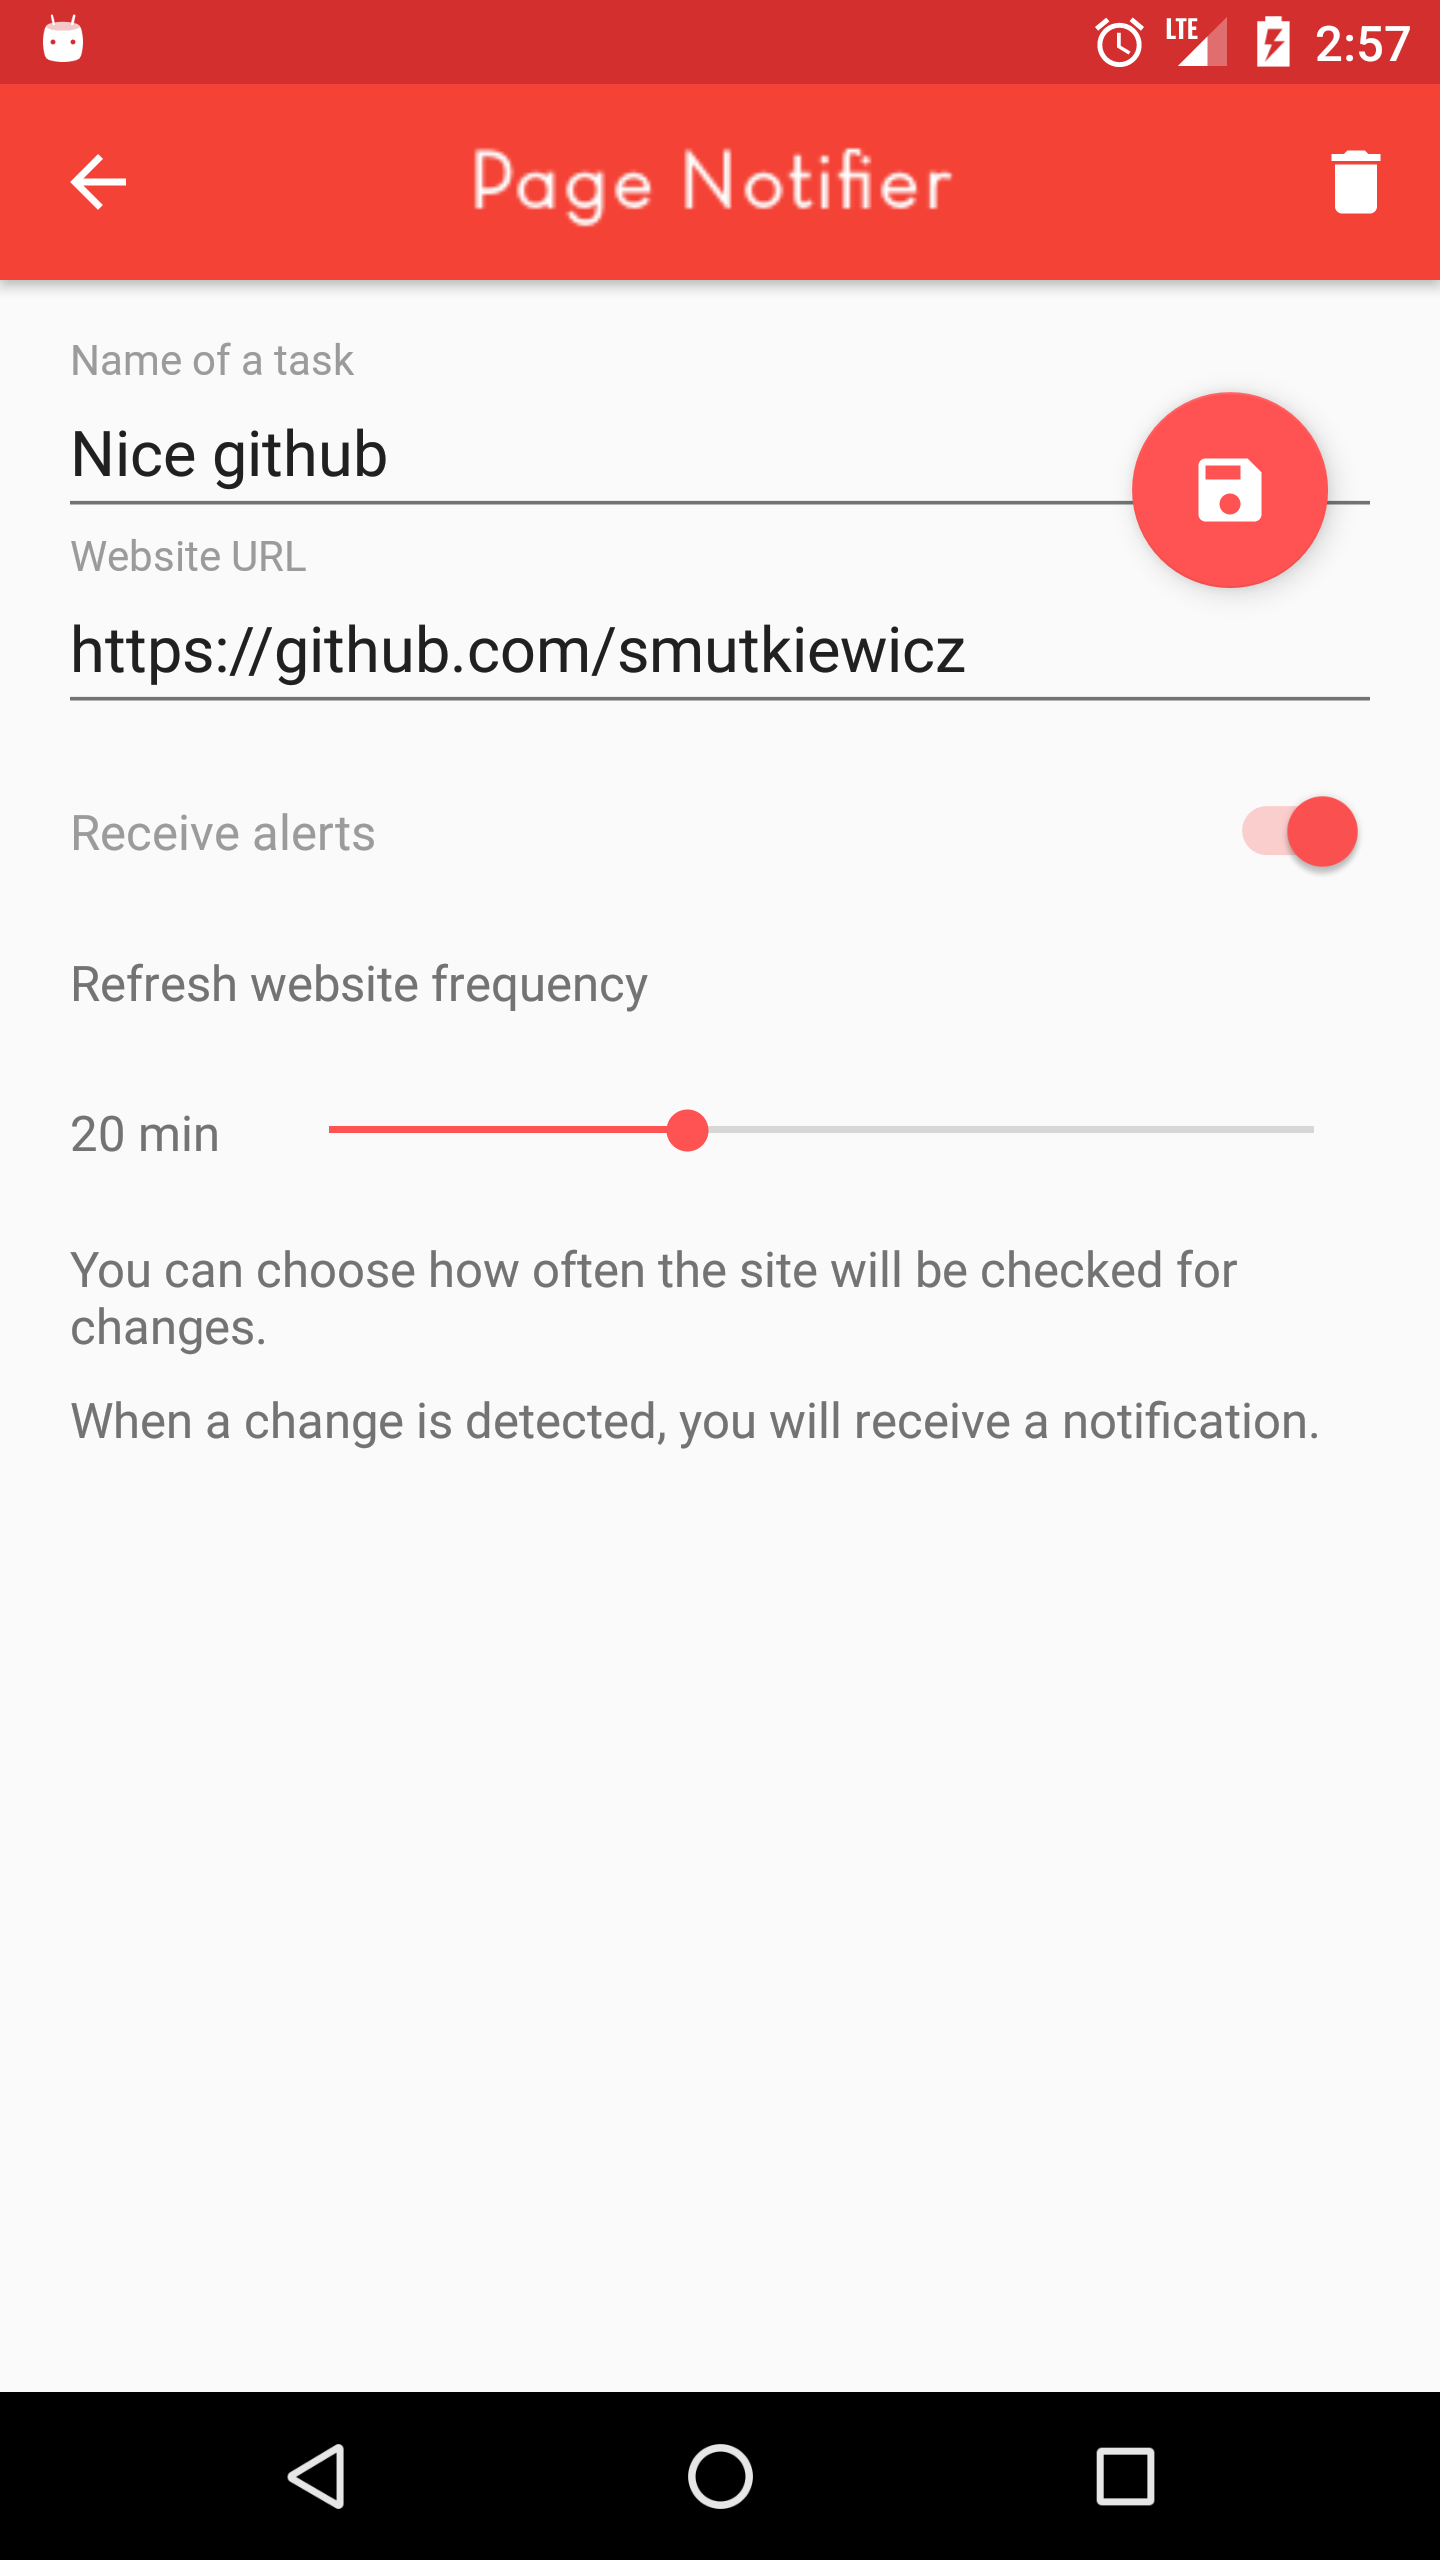 LTE 2:57
Page Notifier
Name of a task
Nice github
Website URL
https://github.com/smutkiewicz
Receive alerts
Refresh website frequency
20 min
You can choose how often the site will be checked for
changes.
When a change is detected, you will receive a notification.